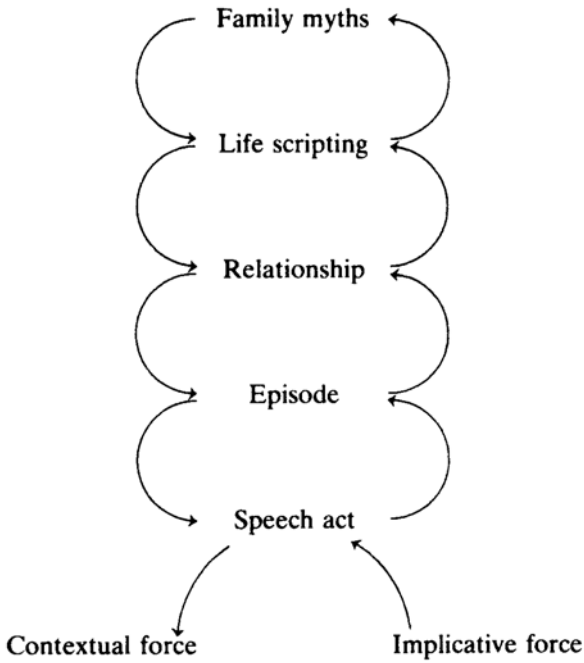 Family myths
Life scripting
Relationship
Episode
Speech act
Contextual force
Implicative force